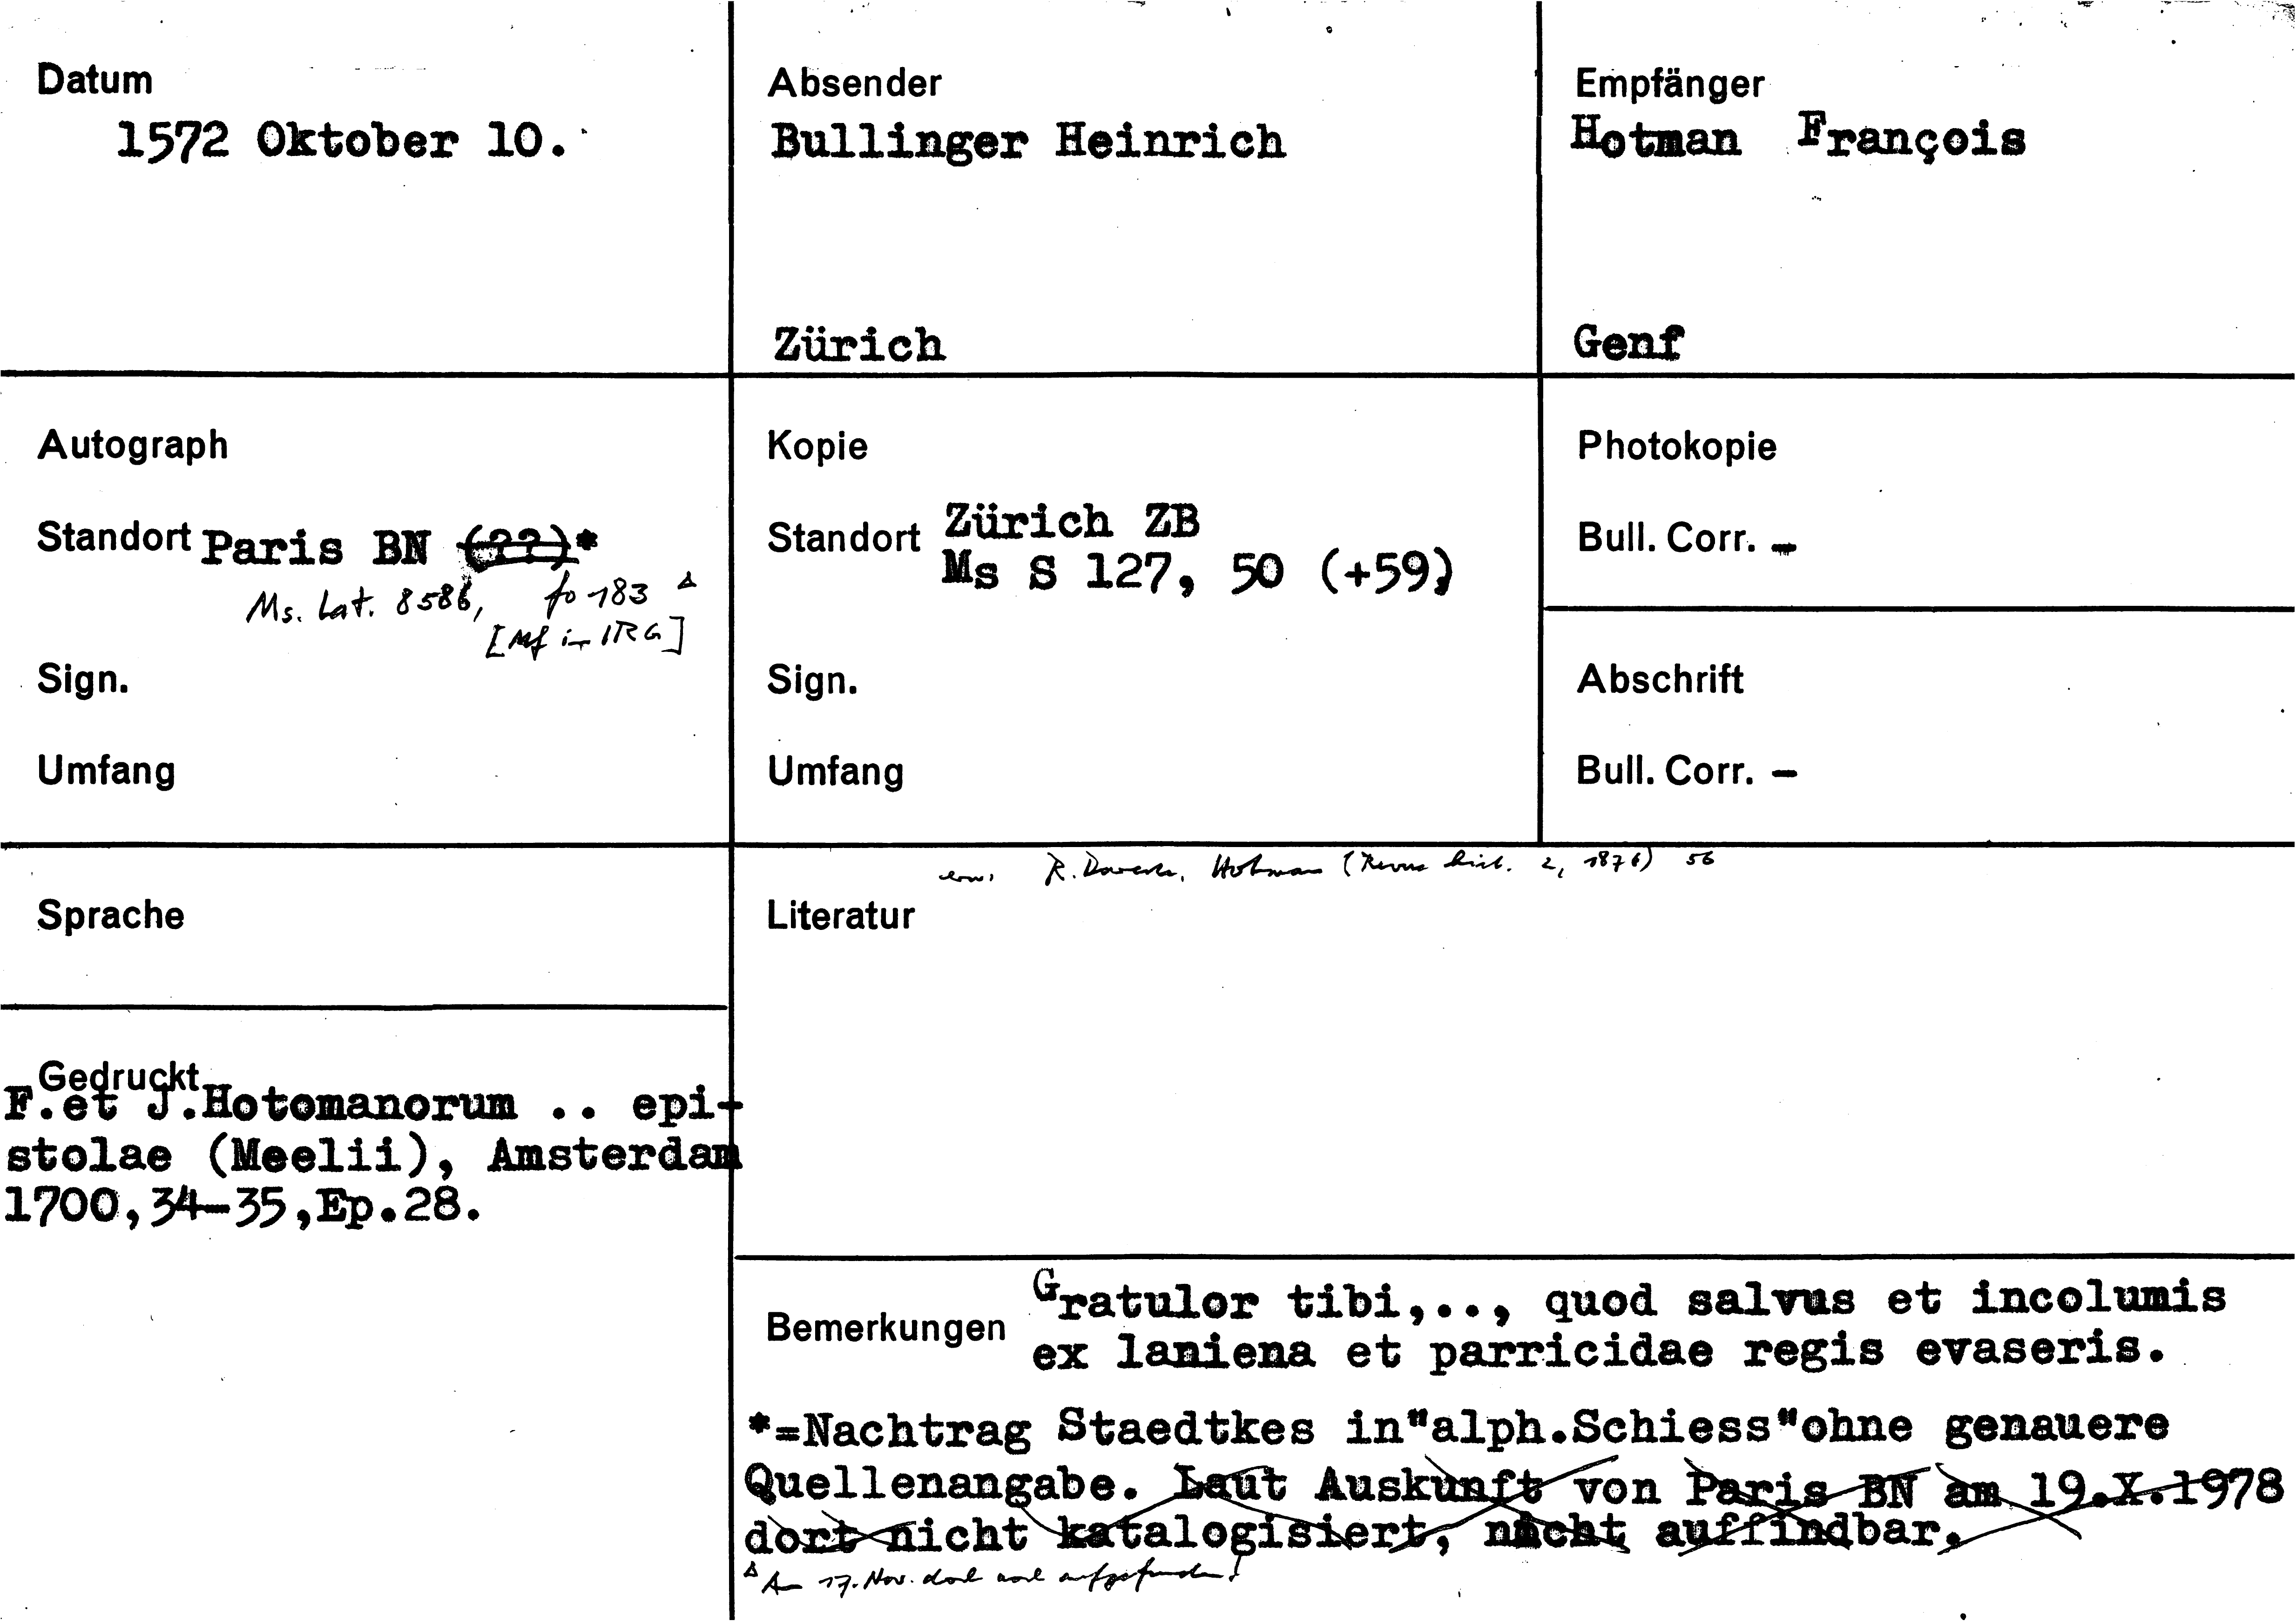 Datum
1572 Oktober 10.
Absender
Bullinger Heinrich
Zürich
Empfänger
Hotman François
Genf
Autograph
Standort Paris BN (??)*
Ms. Lat. 8586, fo 183 Δ
[Mf in IRG]
Sign.
Umfang
Kopie
Standort Zürich ZB
Ms S 127, 50 (+59)
Sign.
Umfang
Photokopie
Bull. Corr. -
Abschrift
Bull. Corr. -
Sprache
R. Dareste, Hotman (Revue hist. 2, 1876) 56
Literatur
Gedruckt
F.et J.Hotomanorum .. epi-
stolae (Meelii), Amsterdam
1700,34-35,Ep.28.
Bemerkungen
Gratulor tibi,.., quod salvus et incolumis
ex laniena et parricidae regis evaseris.
*=Nachtrag Staedtkes in"alph.Schiess"ohne genauere
Quellenangabe. Laut Auskunft von Paris BN am 19.X.1978
dort nicht katalogisiert, nicht auffindbar.
Δ Am 17. Nov. dort aufgefunden!